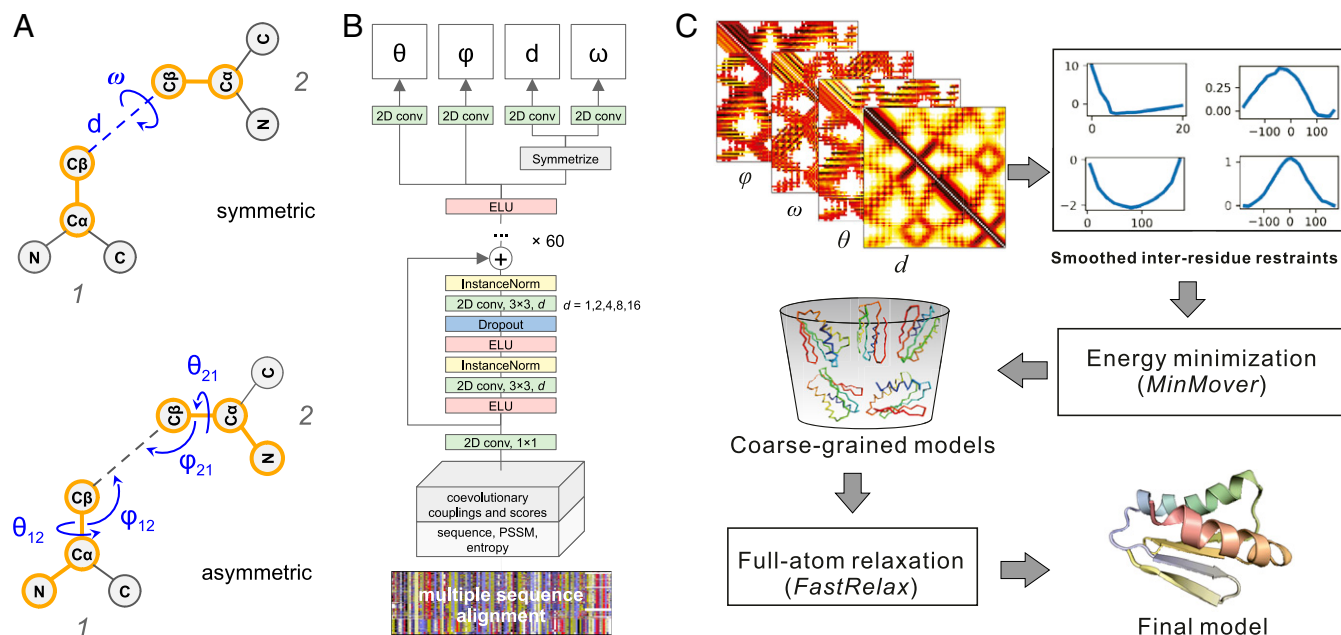 A
C
Cβ
Cα
2
ω
N
d
Cβ
Cα
symmetric
N
C
1
θ21
C
Cβ
Cα
2
φ21
N
Cβ
θ12
φ12
Cα
asymmetric
N
C
1
B
θ φ d ω
2D conv 2D conv 2D conv 2D conv
Symmetrize
ELU
... × 60
+
InstanceNorm
2D conv, 3×3, d d = 1,2,4,8,16
Dropout
ELU
InstanceNorm
2D conv, 3×3, d
ELU
2D conv, 1×1
coevolutionary
couplings and scores
sequence, PSSM,
entropy
multiple sequence
alignment
C
φ
ω
θ
d
10
0
0 20
0.25
0.00
−100 0 100
0
−2
100
1
0
−100 0 100
Smoothed inter-residue restraints
Energy minimization
(MinMover)
Coarse-grained models
Full-atom relaxation
(FastRelax)
Final model